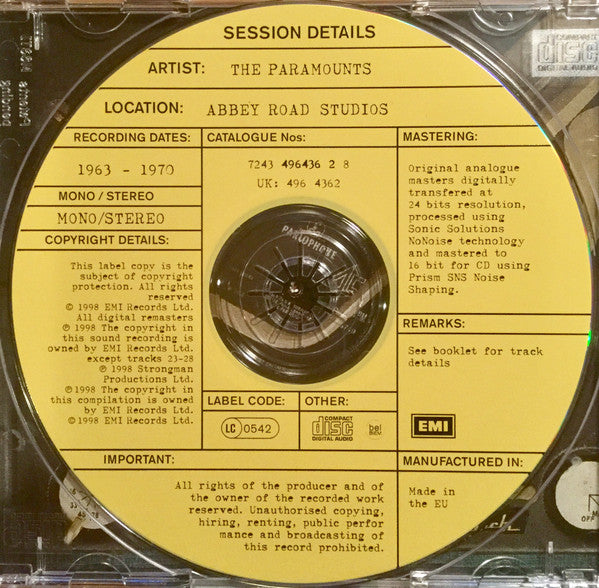 SESSION DETAILS
ARTIST: THE PARAMOUNTS
LOCATION: ABBEY ROAD STUDIOS
RECORDING DATES:
1963 - 1970
MONO / STEREO
MONO/STEREO
COPYRIGHT DETAILS:
This label copy is the
subject of copyright
protection. All rights
reserved
© 1998 EMI Records Ltd.
All digital remasters
℗ 1998 The copyright in
this sound recording is
owned by EMI Records Ltd.
except tracks 23-28
℗ 1998 Strongman
Productions Ltd.
℗ 1998 The copyright in
this compilation is owned
by EMI Records Ltd.
© 1998 EMI Records Ltd.
CATALOGUE Nos:
7243 496436 2 8
UK: 496 4362
PARLOPHONE
LABEL CODE:
LC 0542
OTHER:
COMPACT
disc
DIGITAL AUDIO
MASTERING:
Original analogue
masters digitally
transfered at
24 bits resolution,
processed using
Sonic Solutions
NoNoise technology
and mastered to
16 bit for CD using
Prism SNS Noise
Shaping.
REMARKS:
See booklet for track
details
EMI
IMPORTANT:
All rights of the producer and of
the owner of the recorded work
reserved. Unauthorised copying,
hiring, renting, public perfor
mance and broadcasting of
this record prohibited.
MANUFACTURED IN:
Made in
the EU
COMPACT
disc
DIGITAL AUDIO
OFF